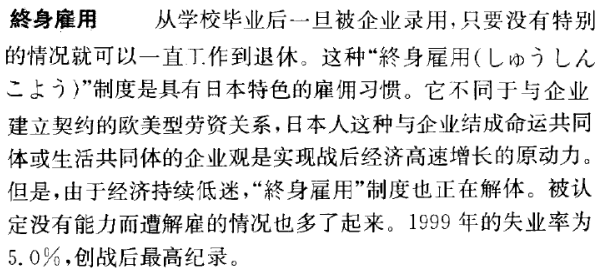 終身雇用　　从学校毕业后一旦被企业录用,只要没有特别
的情况就可以一直工作到退休。这种“終身雇用(しゅうしん
こよう)”制度是具有日本特色的雇佣习惯。它不同于与企业
建立契约的欧美型劳资关系,日本人这种与企业结成命运共同
体或生活共同体的企业观是实现战后经济高速增长的原动力。
但是,由于经济持续低迷,“終身雇用”制度也正在解体。被认
定没有能力而遭解雇的情况也多了起来。1999 年的失业率为
5.0%,创战后最高纪录。